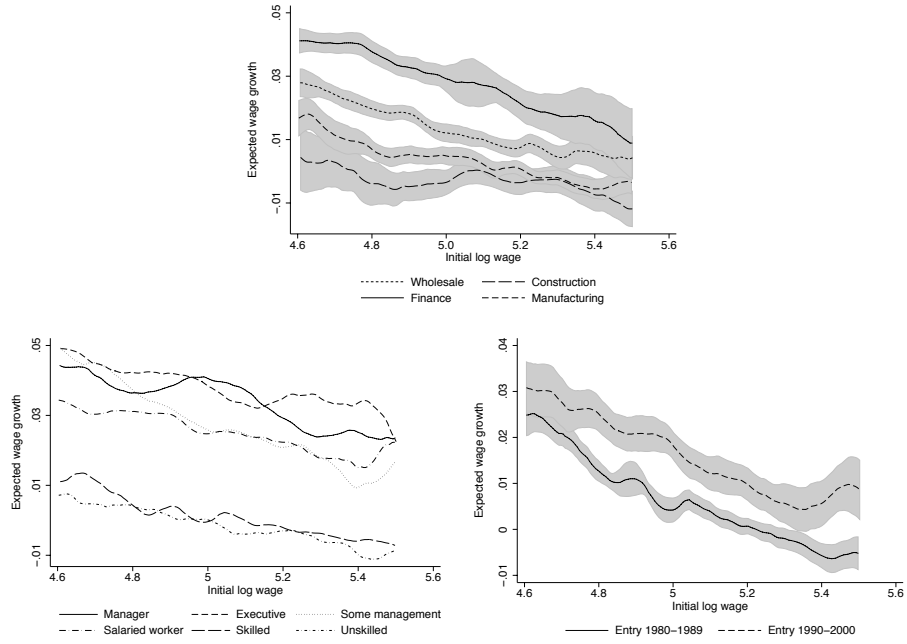 .05
.03
.01
-.01
Expected wage growth
4.6 4.8 5.0 5.2 5.4 5.6
Initial log wage
Wholesale Construction
Finance Manufacturing
.05
.03
.01
-.01
Expected wage growth
4.6 4.8 5 5.2 5.4 5.6
Initial log wage
Manager Executive Some management
Salaried worker Skilled Unskilled
.04
.03
.02
.01
0
-.01
Expected wage growth
4.6 4.8 5 5.2 5.4 5.6
Initial log wage
Entry 1980–1989 Entry 1990–2000